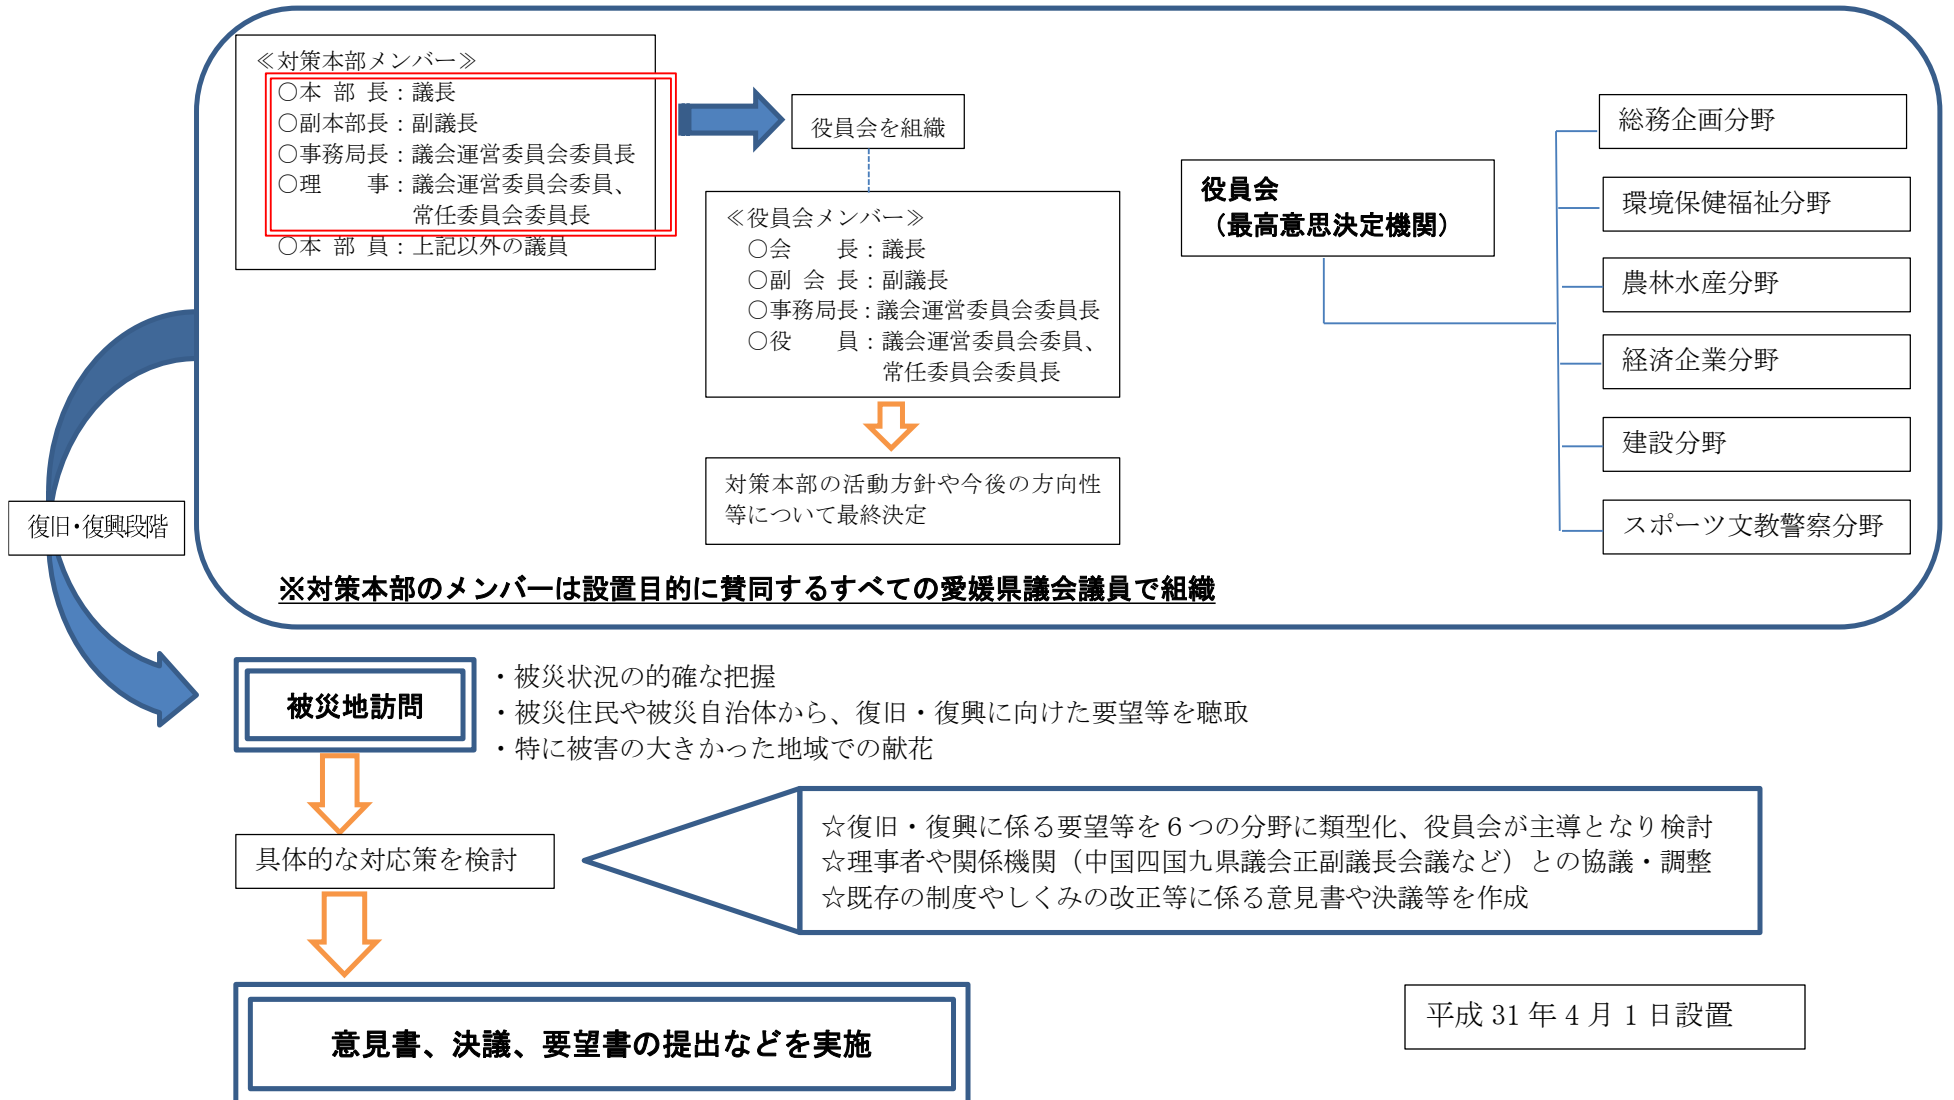 ≪対策本部メンバー≫
○本 部 長：議長
○副本部長：副議長
○事務局長：議会運営委員会委員長
○理　　事：議会運営委員会委員、
常任委員会委員長
○本 部 員：上記以外の議員
役員会を組織
≪役員会メンバー≫
○会　　長：議長
○副 会 長：副議長
○事務局長：議会運営委員会委員長
○役　　員：議会運営委員会委員、
常任委員会委員長
対策本部の活動方針や今後の方向性
等について最終決定
役員会
（最高意思決定機関）
総務企画分野
環境保健福祉分野
農林水産分野
経済企業分野
建設分野
スポーツ文教警察分野
※対策本部のメンバーは設置目的に賛同するすべての愛媛県議会議員で組織
復旧・復興段階
被災地訪問
・被災状況の的確な把握
・被災住民や被災自治体から、復旧・復興に向けた要望等を聴取
・特に被害の大きかった地域での献花
具体的な対応策を検討
☆復旧・復興に係る要望等を６つの分野に類型化、役員会が主導となり検討
☆理事者や関係機関（中国四国九県議会正副議長会議など）との協議・調整
☆既存の制度やしくみの改正等に係る意見書や決議等を作成
意見書、決議、要望書の提出などを実施
平成 31 年 4 月 1 日設置